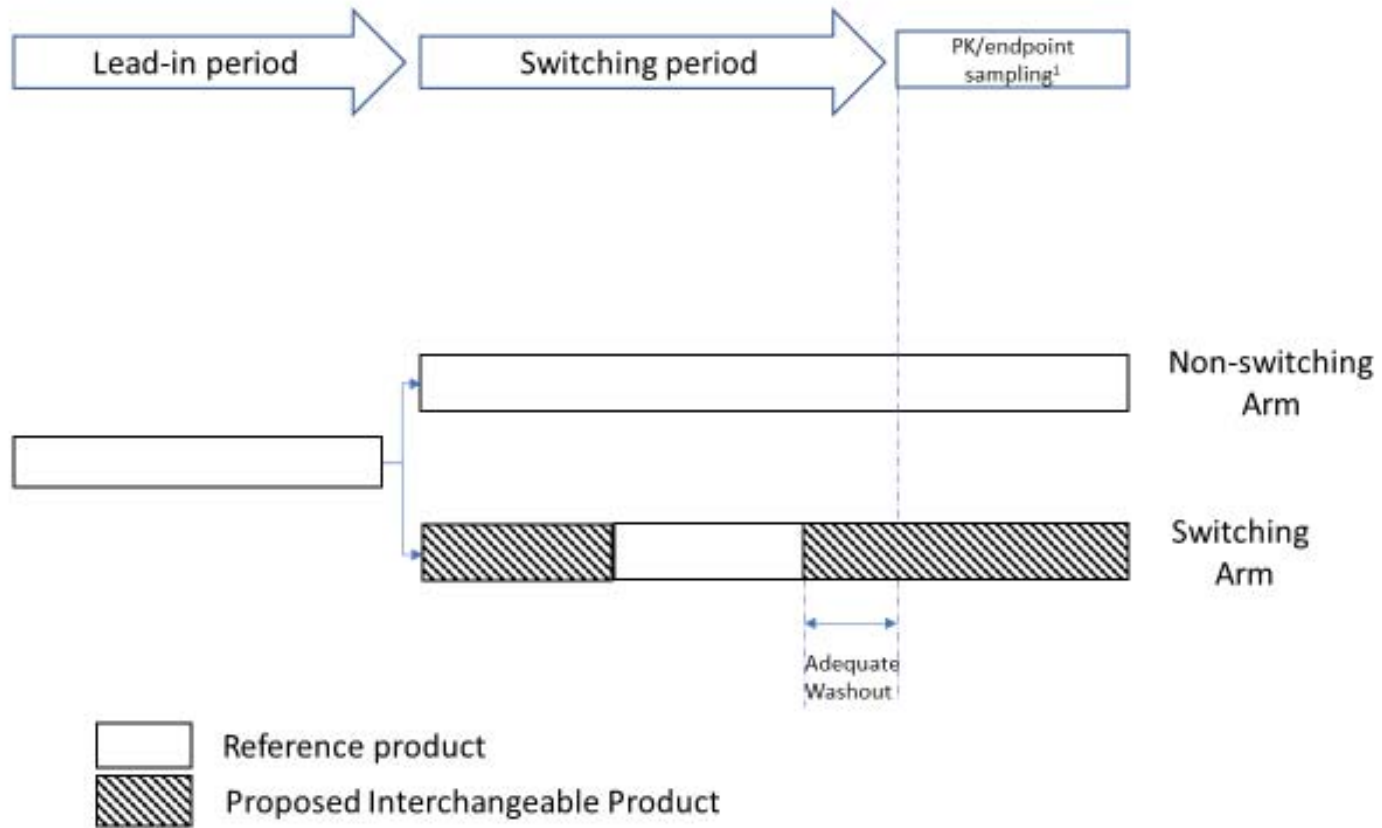 Lead-in period
Switching period
PK/endpoint
sampling¹
Non-switching
Arm
Switching
Arm
Adequate
Washout
Reference product
Proposed Interchangeable Product